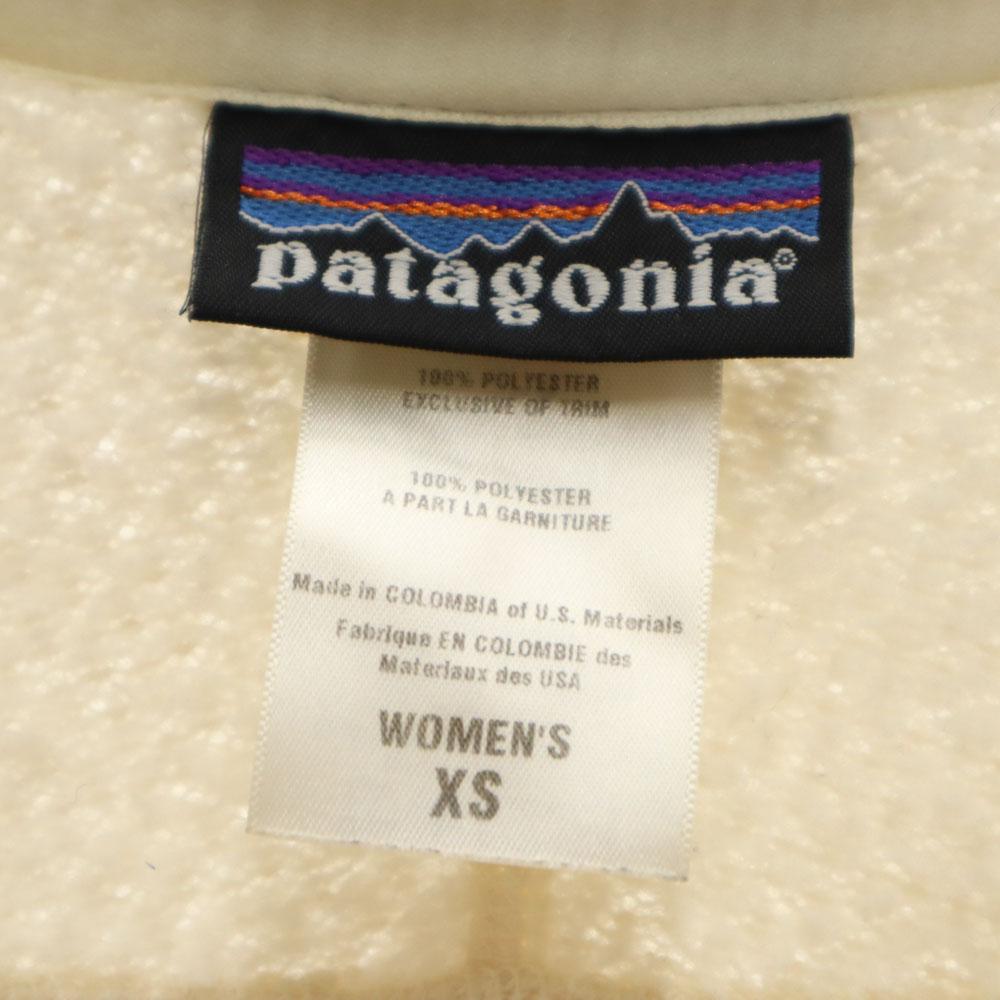 patagonia®
100% POLYESTER
EXCLUSIVE OF TRIM
100% POLYESTER
A PART LA GARNITURE
Made in COLOMBIA of U.S. Materials
Fabrique EN COLOMBIE des
Materiaux des USA
WOMEN'S
XS